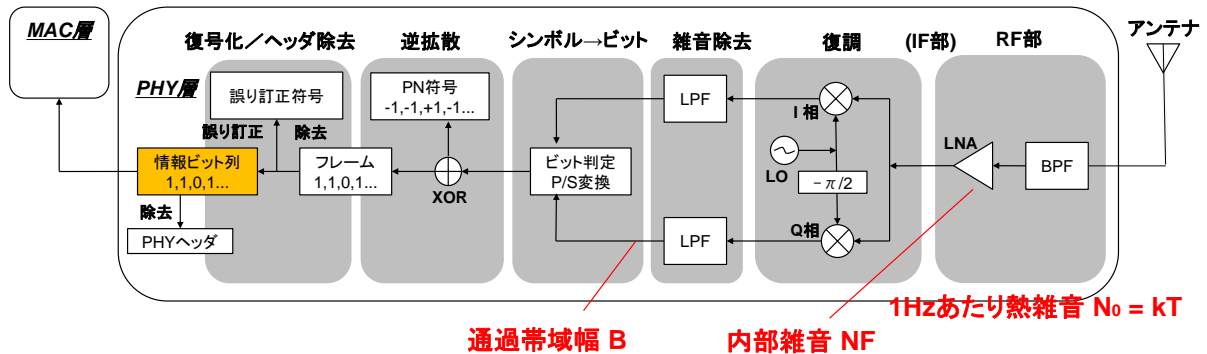 MAC層
復号化／ヘッダ除去
逆拡散
シンボル→ビット
雑音除去
復調
(IF部)
RF部
アンテナ
PHY層
誤り訂正符号
PN符号
-1,-1,+1,-1...
LPF
I 相
誤り訂正
除去
LNA
情報ビット列
1,1,0,1...
フレーム
1,1,0,1...
XOR
ビット判定
P/S変換
LO
-π/2
BPF
除去
PHYヘッダ
LPF
Q相
1Hzあたり熱雑音 N₀ = kT
通過帯域幅 B
内部雑音 NF